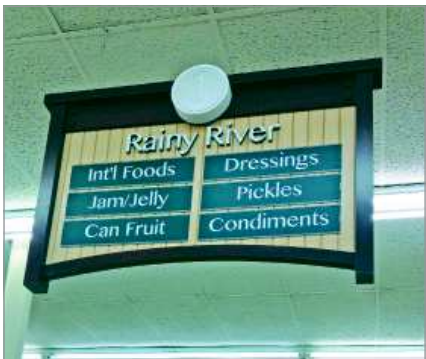 Rainy River
Int'l Foods
Jam/Jelly
Can Fruit
Dressings
Pickles
Condiments